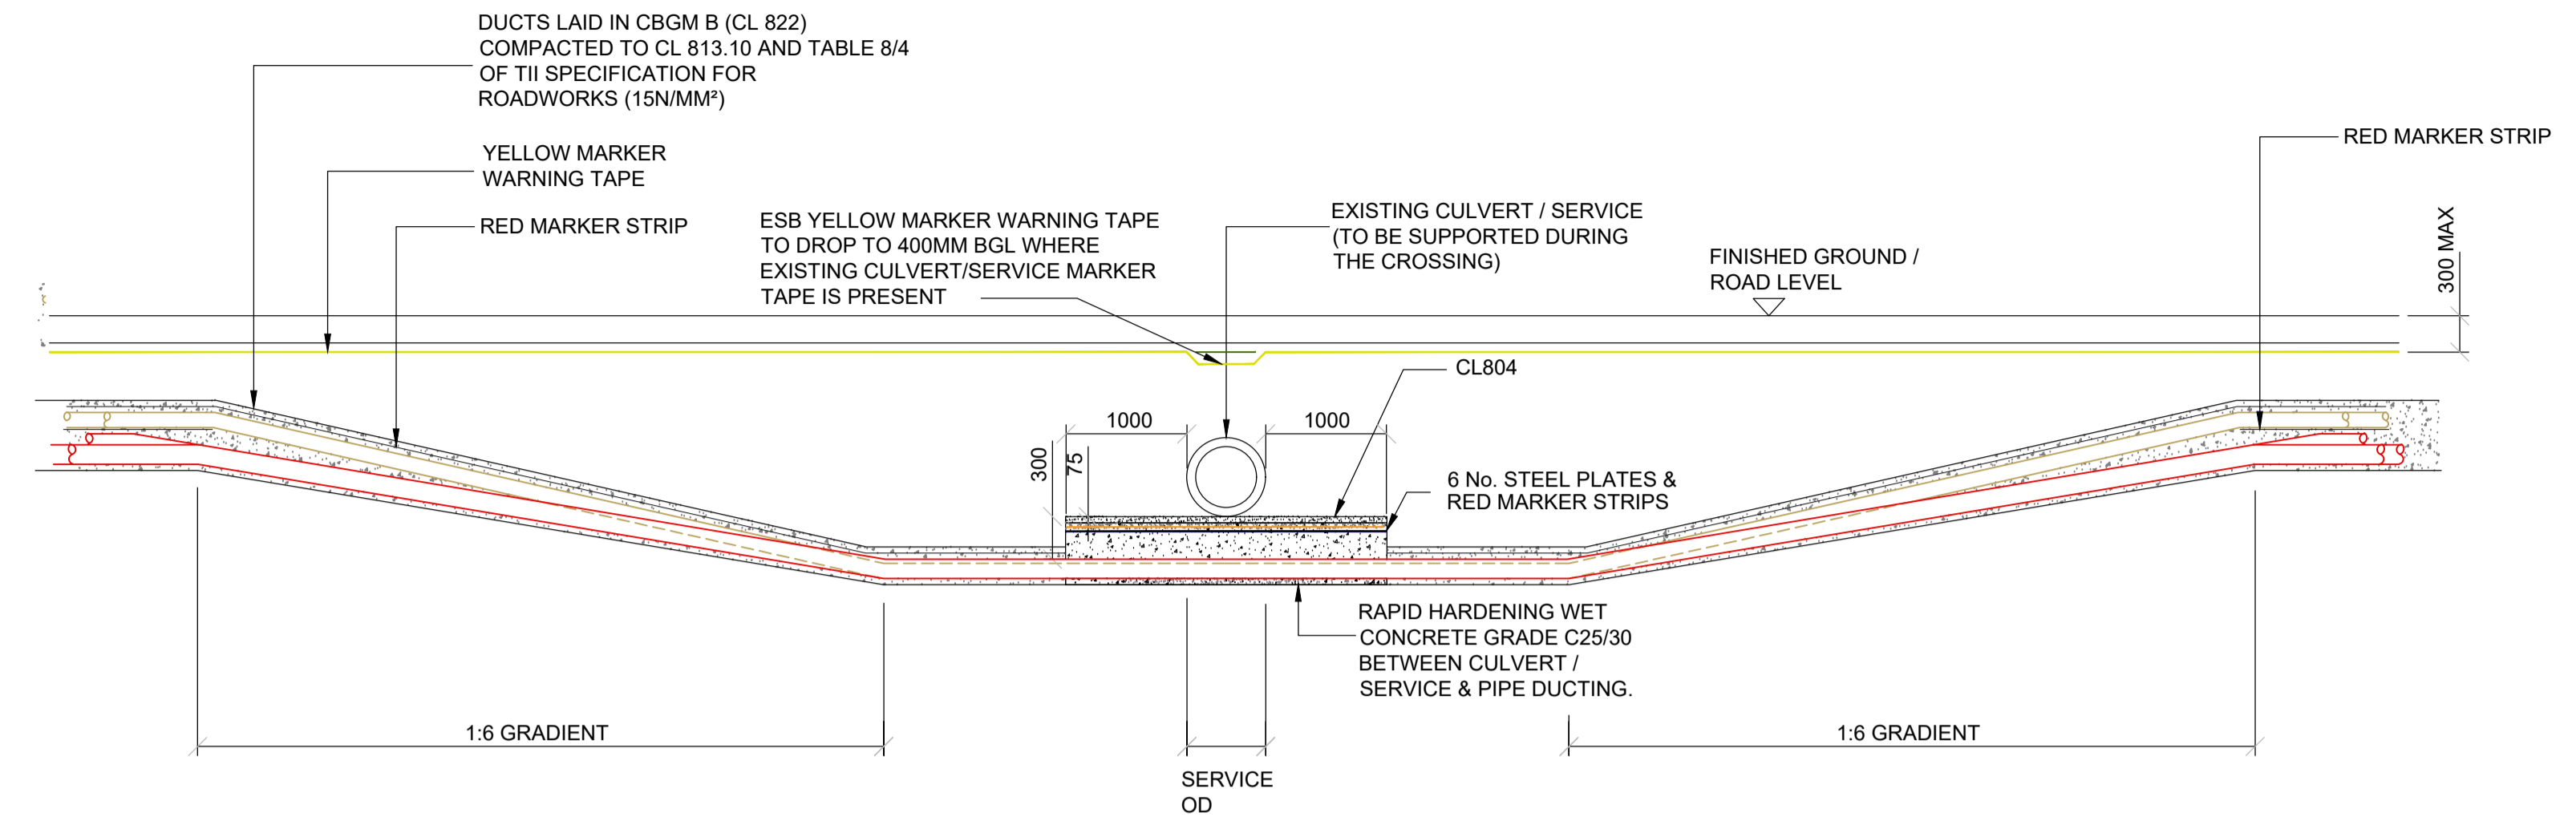 DUCTS LAID IN CBGM B (CL 822)
COMPACTED TO CL 813.10 AND TABLE 8/4
OF TII SPECIFICATION FOR
ROADWORKS (15N/MM²)
YELLOW MARKER
WARNING TAPE
RED MARKER STRIP
ESB YELLOW MARKER WARNING TAPE
TO DROP TO 400MM BGL WHERE
EXISTING CULVERT/SERVICE MARKER
TAPE IS PRESENT
EXISTING CULVERT / SERVICE
(TO BE SUPPORTED DURING
THE CROSSING)
FINISHED GROUND /
ROAD LEVEL
RED MARKER STRIP
300 MAX
CL804
1000
1000
300
75
6 No. STEEL PLATES &
RED MARKER STRIPS
RAPID HARDENING WET
CONCRETE GRADE C25/30
BETWEEN CULVERT /
SERVICE & PIPE DUCTING.
1:6 GRADIENT
1:6 GRADIENT
SERVICE
OD